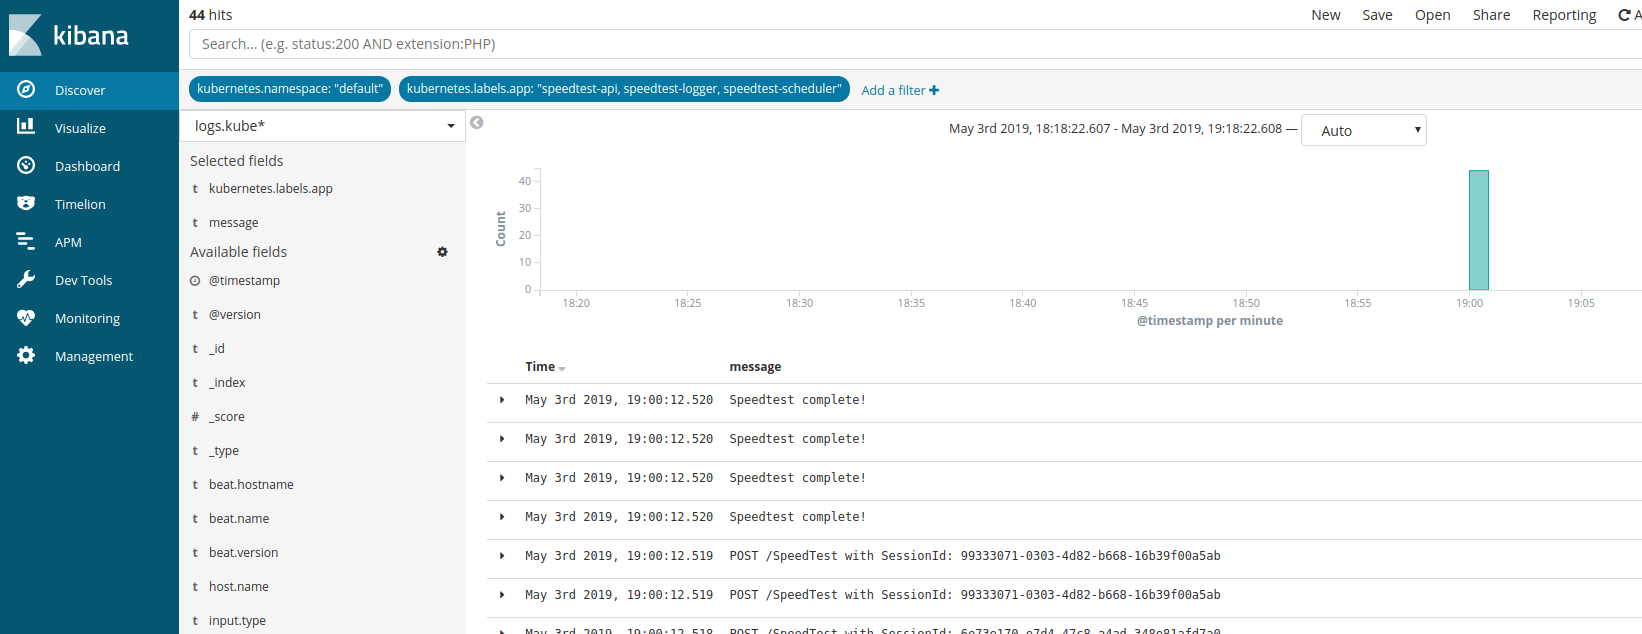 kibana
Discover
Visualize
Dashboard
Timelion
APM
Dev Tools
Monitoring
Management
44 hits
New Save Open Share Reporting A
Search... (e.g. status:200 AND extension:PHP)
kubernetes.namespace: "default" kubernetes.labels.app: "speedtest-api, speedtest-logger, speedtest-scheduler" Add a filter +
logs.kube*
Selected fields
t kubernetes.labels.app
t message
Available fields
@timestamp
t @version
t _id
t _index
# _score
t _type
t beat.hostname
t beat.name
t beat.version
t host.name
t input.type
May 3rd 2019, 18:18:22.607 - May 3rd 2019, 19:18:22.608 — Auto
Count
40
30
20
10
0
18:20 18:25 18:30 18:35 18:40 18:45 18:50 18:55 19:00 19:05
@timestamp per minute
Time message
May 3rd 2019, 19:00:12.520 Speedtest complete!
May 3rd 2019, 19:00:12.520 Speedtest complete!
May 3rd 2019, 19:00:12.520 Speedtest complete!
May 3rd 2019, 19:00:12.520 Speedtest complete!
May 3rd 2019, 19:00:12.519 POST /SpeedTest with SessionId: 99333071-0303-4d82-b668-16b39f00a5ab
May 3rd 2019, 19:00:12.519 POST /SpeedTest with SessionId: 99333071-0303-4d82-b668-16b39f00a5ab
May 3rd 2019, 19:00:12.518 POST /SpeedTest with SessionId: